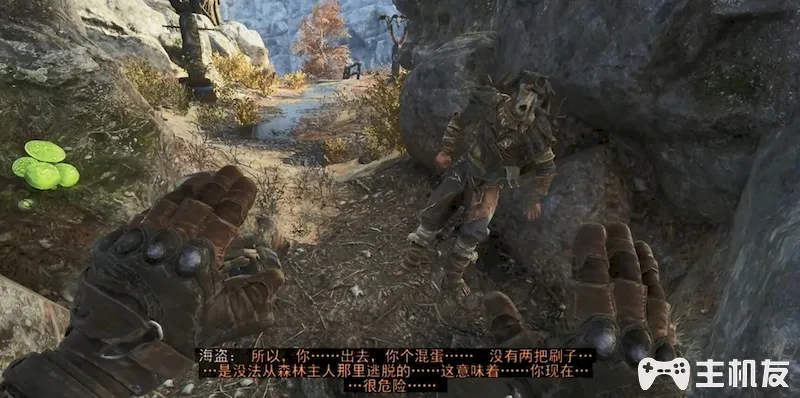 海盗： 所以，你……出去，你个混蛋…… 没有两把刷子…
…是没法从森林主人那里逃脱的……这意味着……你现在…
…很危险……
主机友